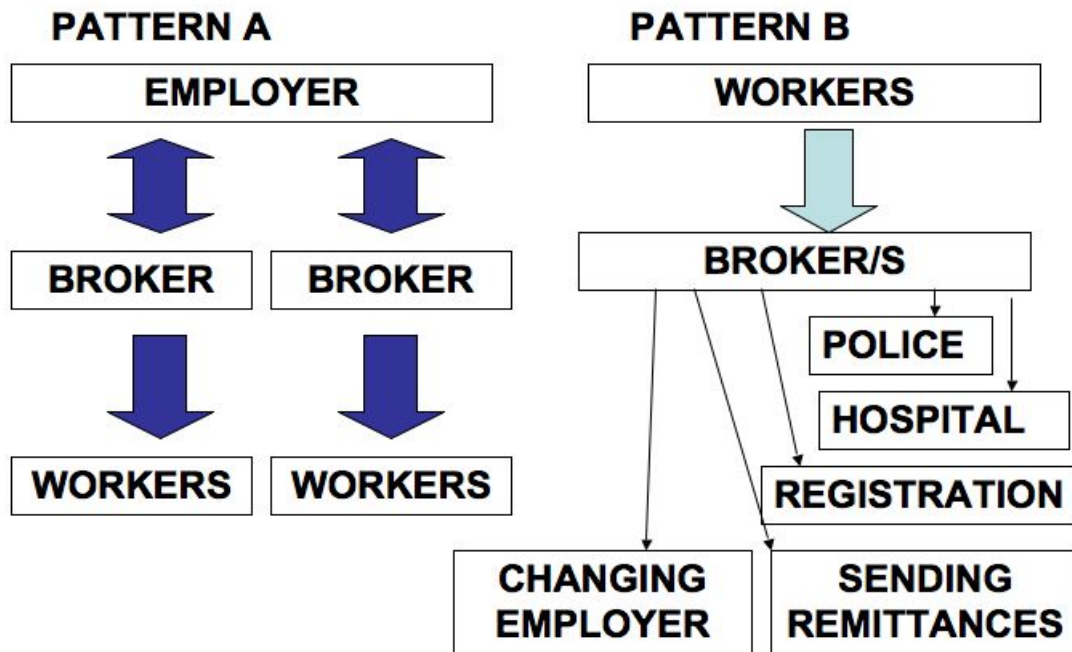 PATTERN A
EMPLOYER
BROKER
BROKER
WORKERS
WORKERS
PATTERN B
WORKERS
BROKER/S
POLICE
HOSPITAL
REGISTRATION
CHANGING
EMPLOYER
SENDING
REMITTANCES